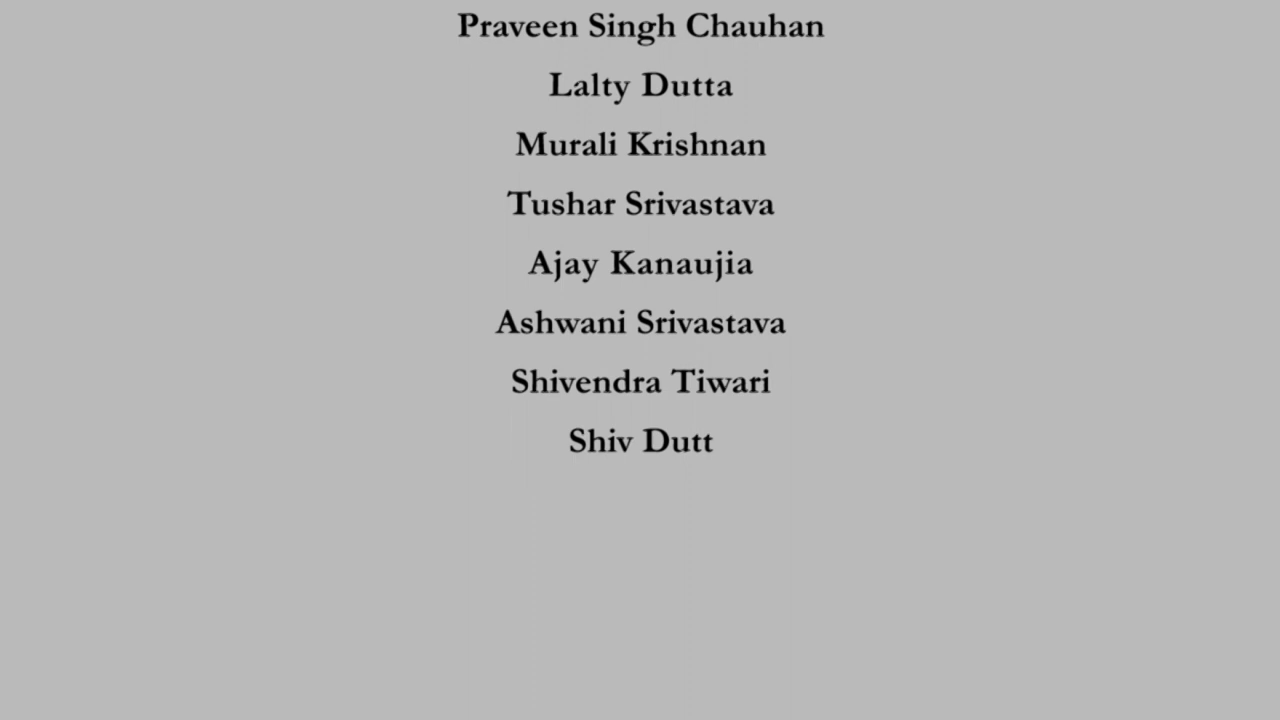 Praveen Singh Chauhan
Lalty Dutta
Murali Krishnan
Tushar Srivastava
Ajay Kanaujia
Ashwani Srivastava
Shivendra Tiwari
Shiv Dutt